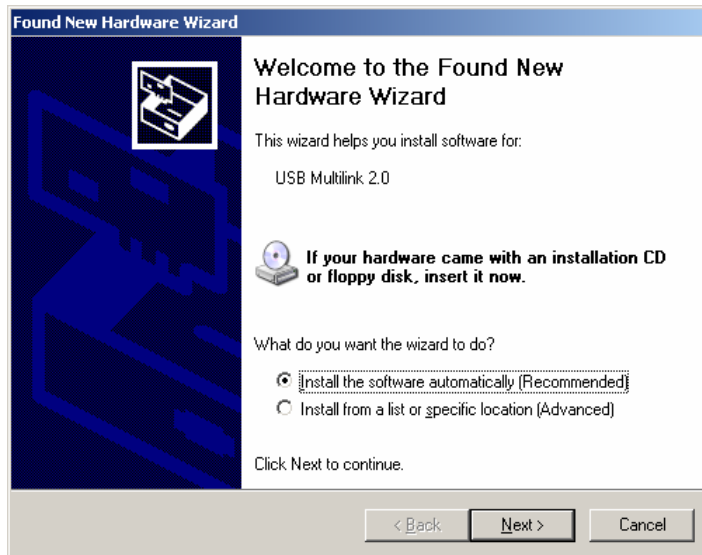 Found New Hardware Wizard
Welcome to the Found New
Hardware Wizard
This wizard helps you install software for:
USB Multilink 2.0
If your hardware came with an installation CD
or floppy disk, insert it now.
What do you want the wizard to do?
Install the software automatically (Recommended)
Install from a list or specific location (Advanced)
Click Next to continue.
< Back Next > Cancel